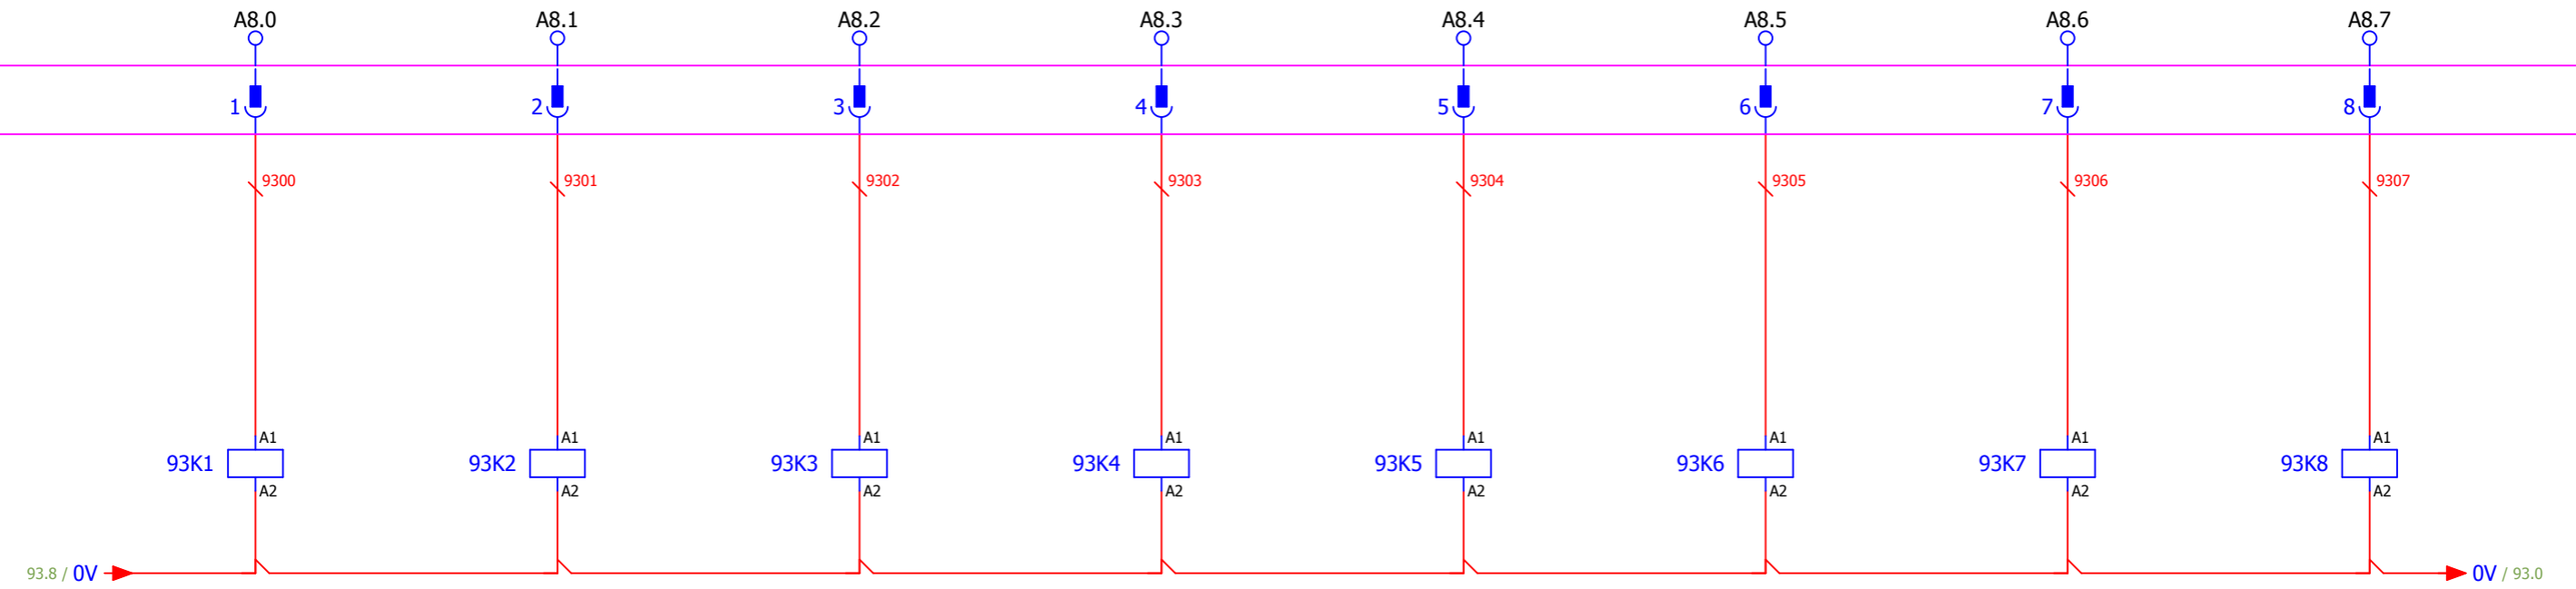 A8.0 A8.1 A8.2 A8.3 A8.4 A8.5 A8.6 A8.7
1 2 3 4 5 6 7 8
9300 9301 9302 9303 9304 9305 9306 9307
A1 A1 A1 A1 A1 A1 A1 A1
93K1 93K2 93K3 93K4 93K5 93K6 93K7 93K8
A2 A2 A2 A2 A2 A2 A2 A2
93.8 / 0V 0V / 93.0